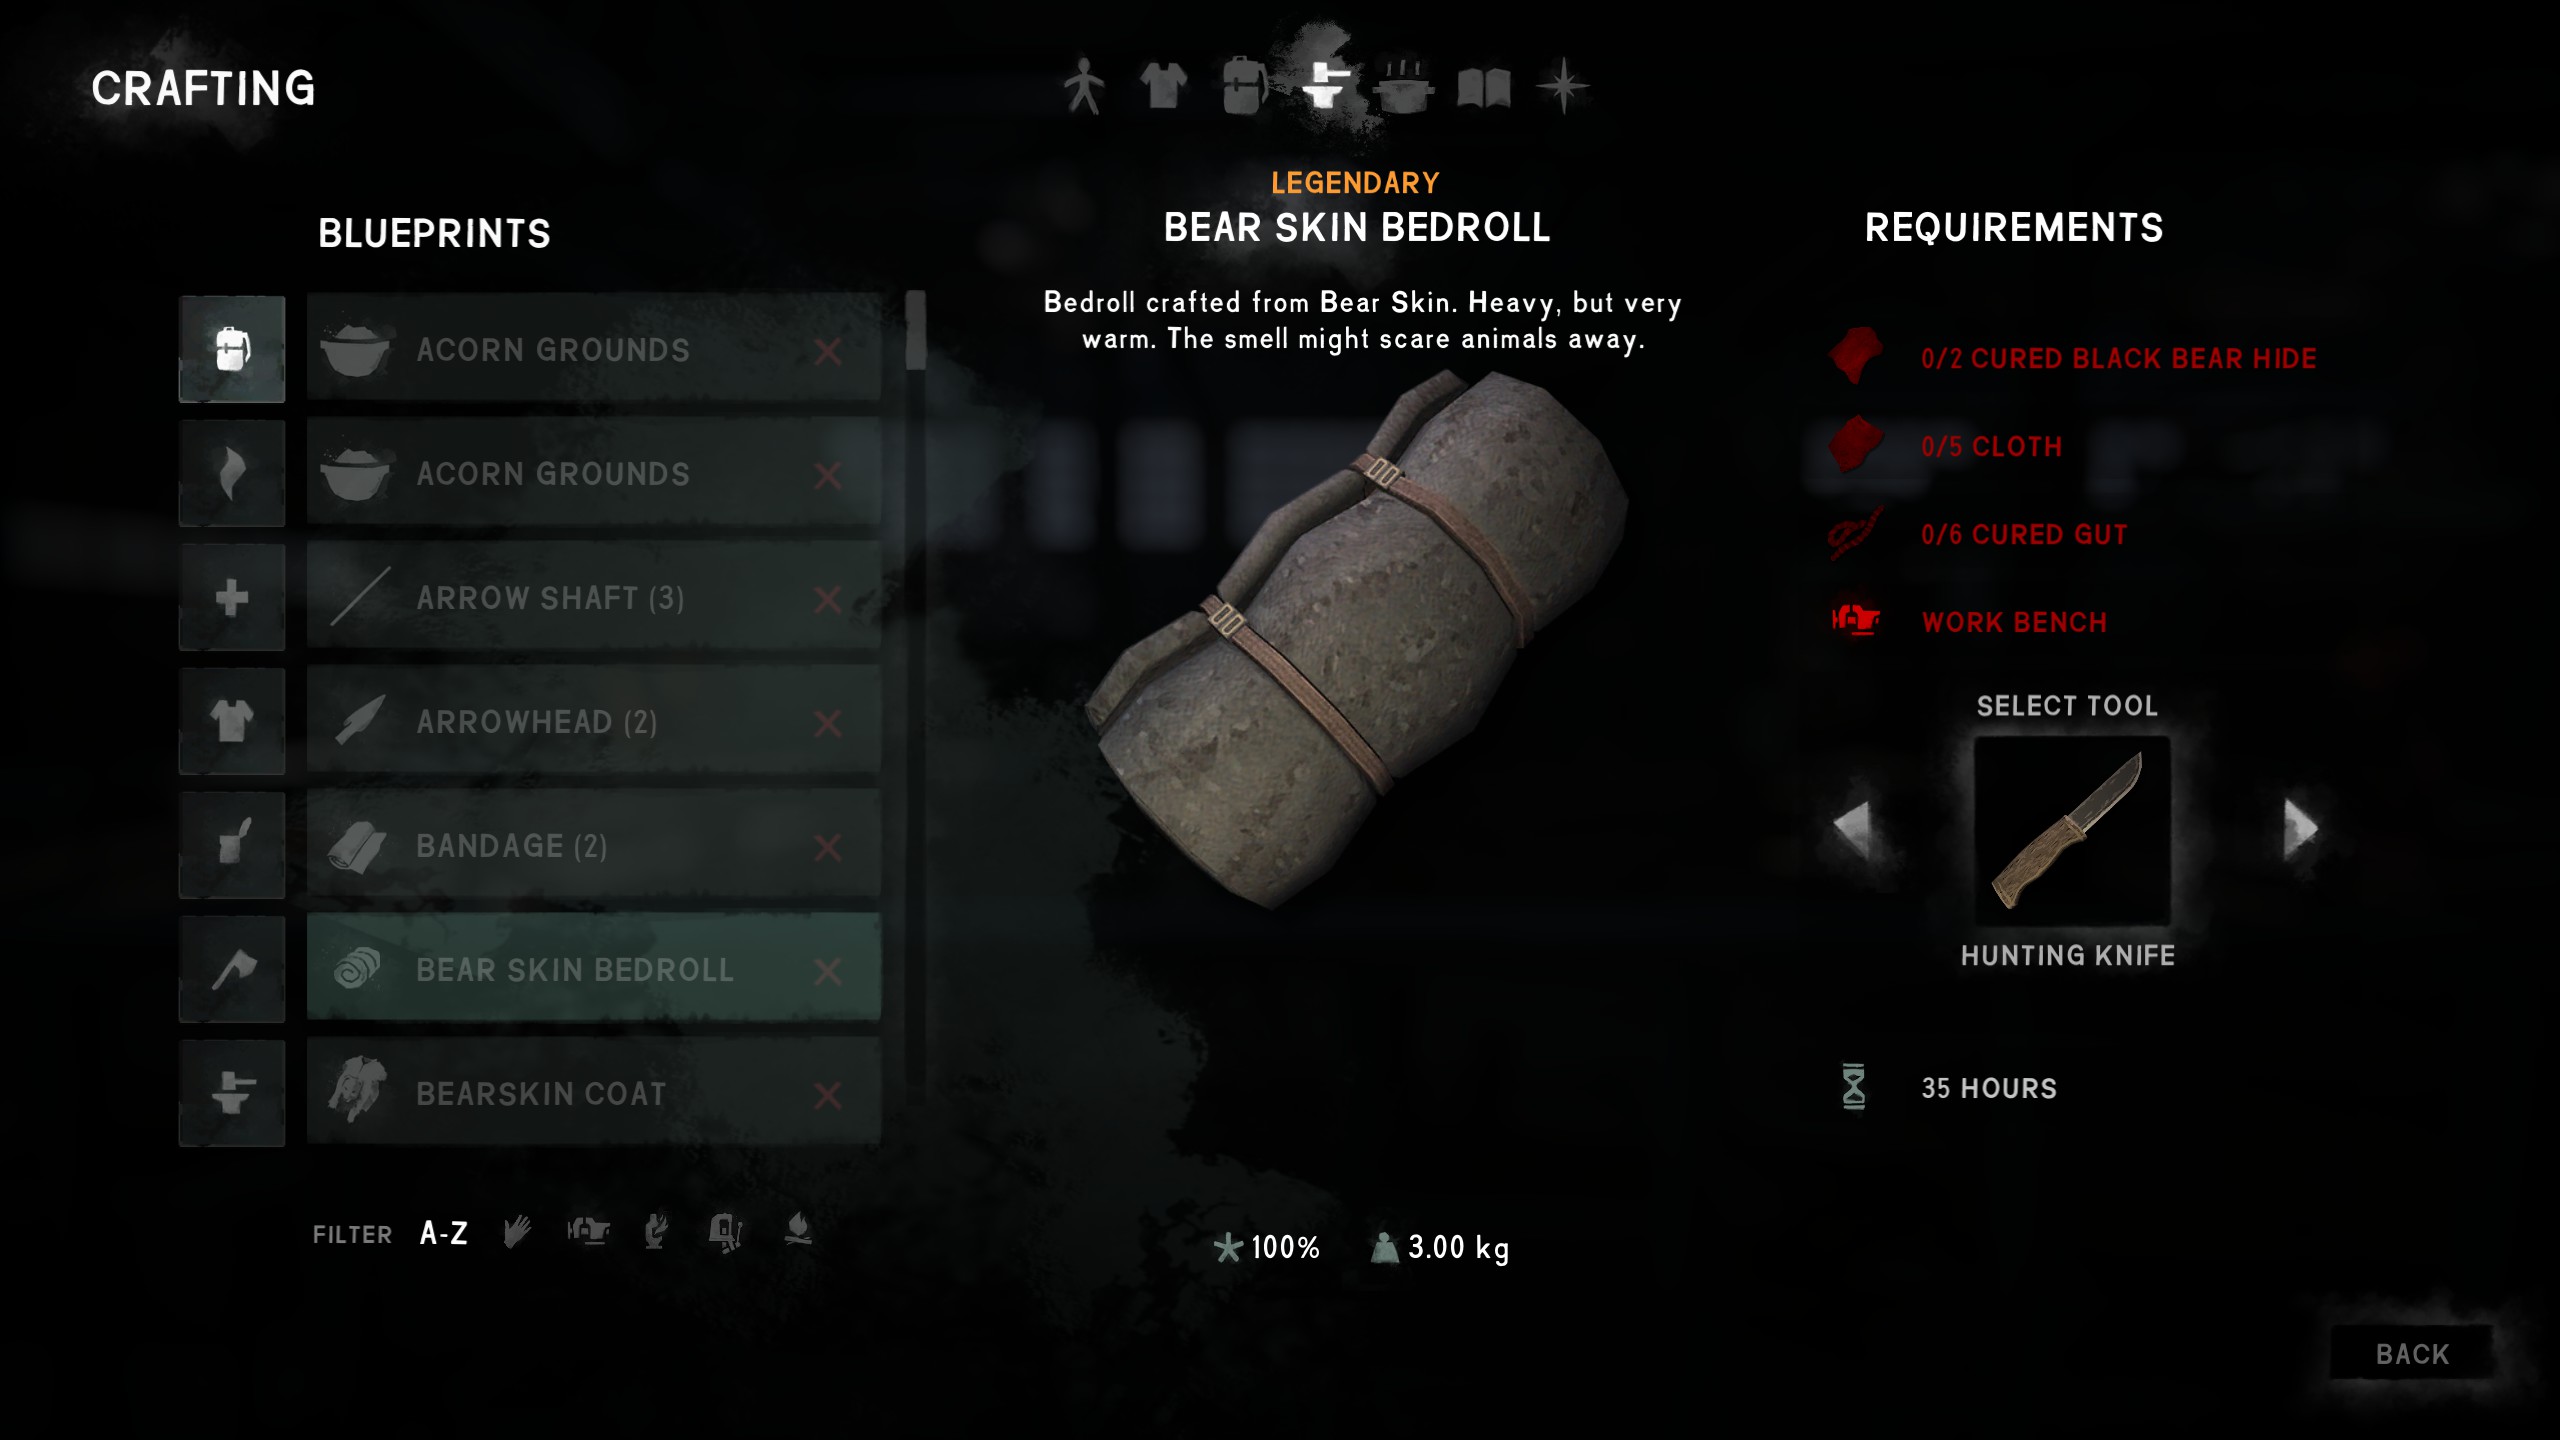 CRAFTING
BLUEPRINTS
ACORN GROUNDS
ACORN GROUNDS
ARROW SHAFT (3)
ARROWHEAD (2)
BANDAGE (2)
BEAR SKIN BEDROLL
BEARSKIN COAT
FILTER A-Z
LEGENDARY
BEAR SKIN BEDROLL
Bedroll crafted from Bear Skin. Heavy, but very
warm. The smell might scare animals away.
100% 3.00 kg
REQUIREMENTS
0/2 CURED BLACK BEAR HIDE
0/5 CLOTH
0/6 CURED GUT
WORK BENCH
SELECT TOOL
HUNTING KNIFE
35 HOURS
BACK